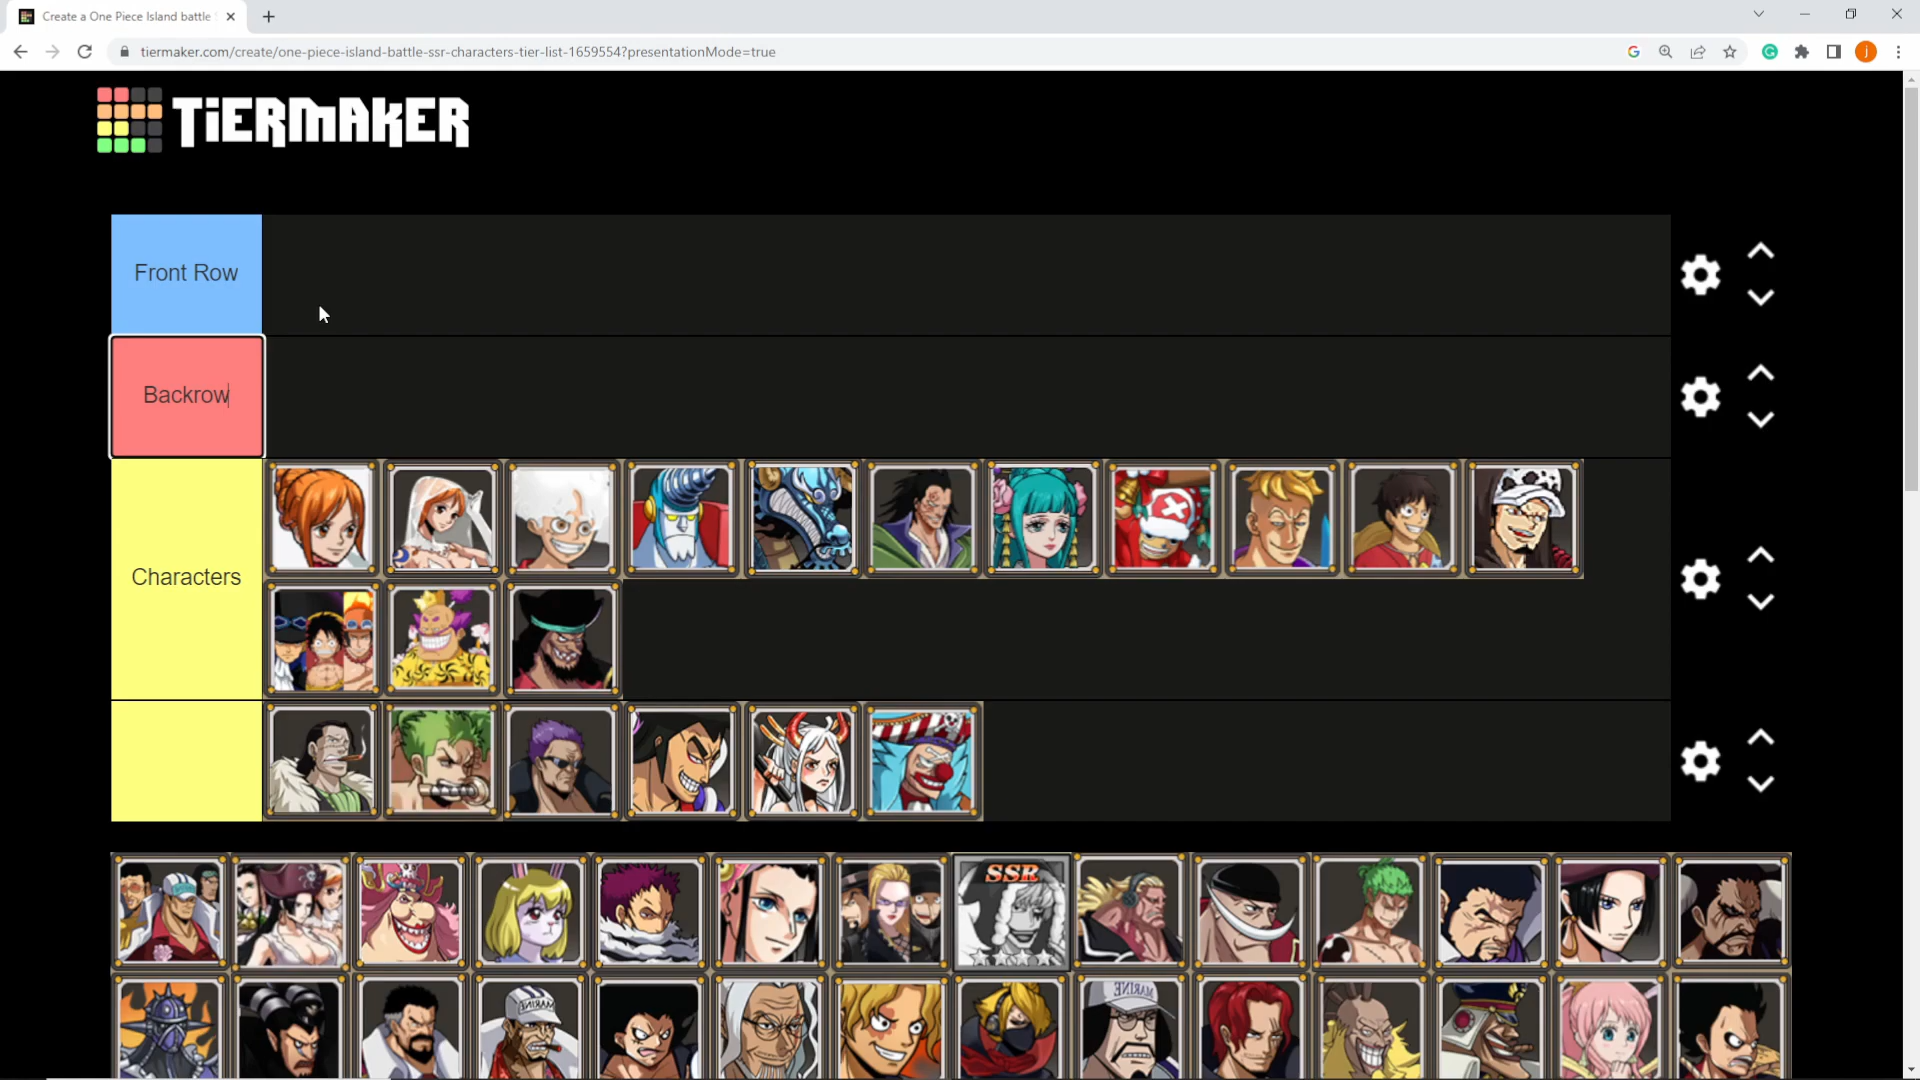 Create a One Piece Island battle
tiermaker.com/create/one-piece-island-battle-ssr-characters-tier-list-1659554?presentationMode=true
j
TIERMAKER
Front Row
Backrow
Characters
SSR
MARINE
MARINE